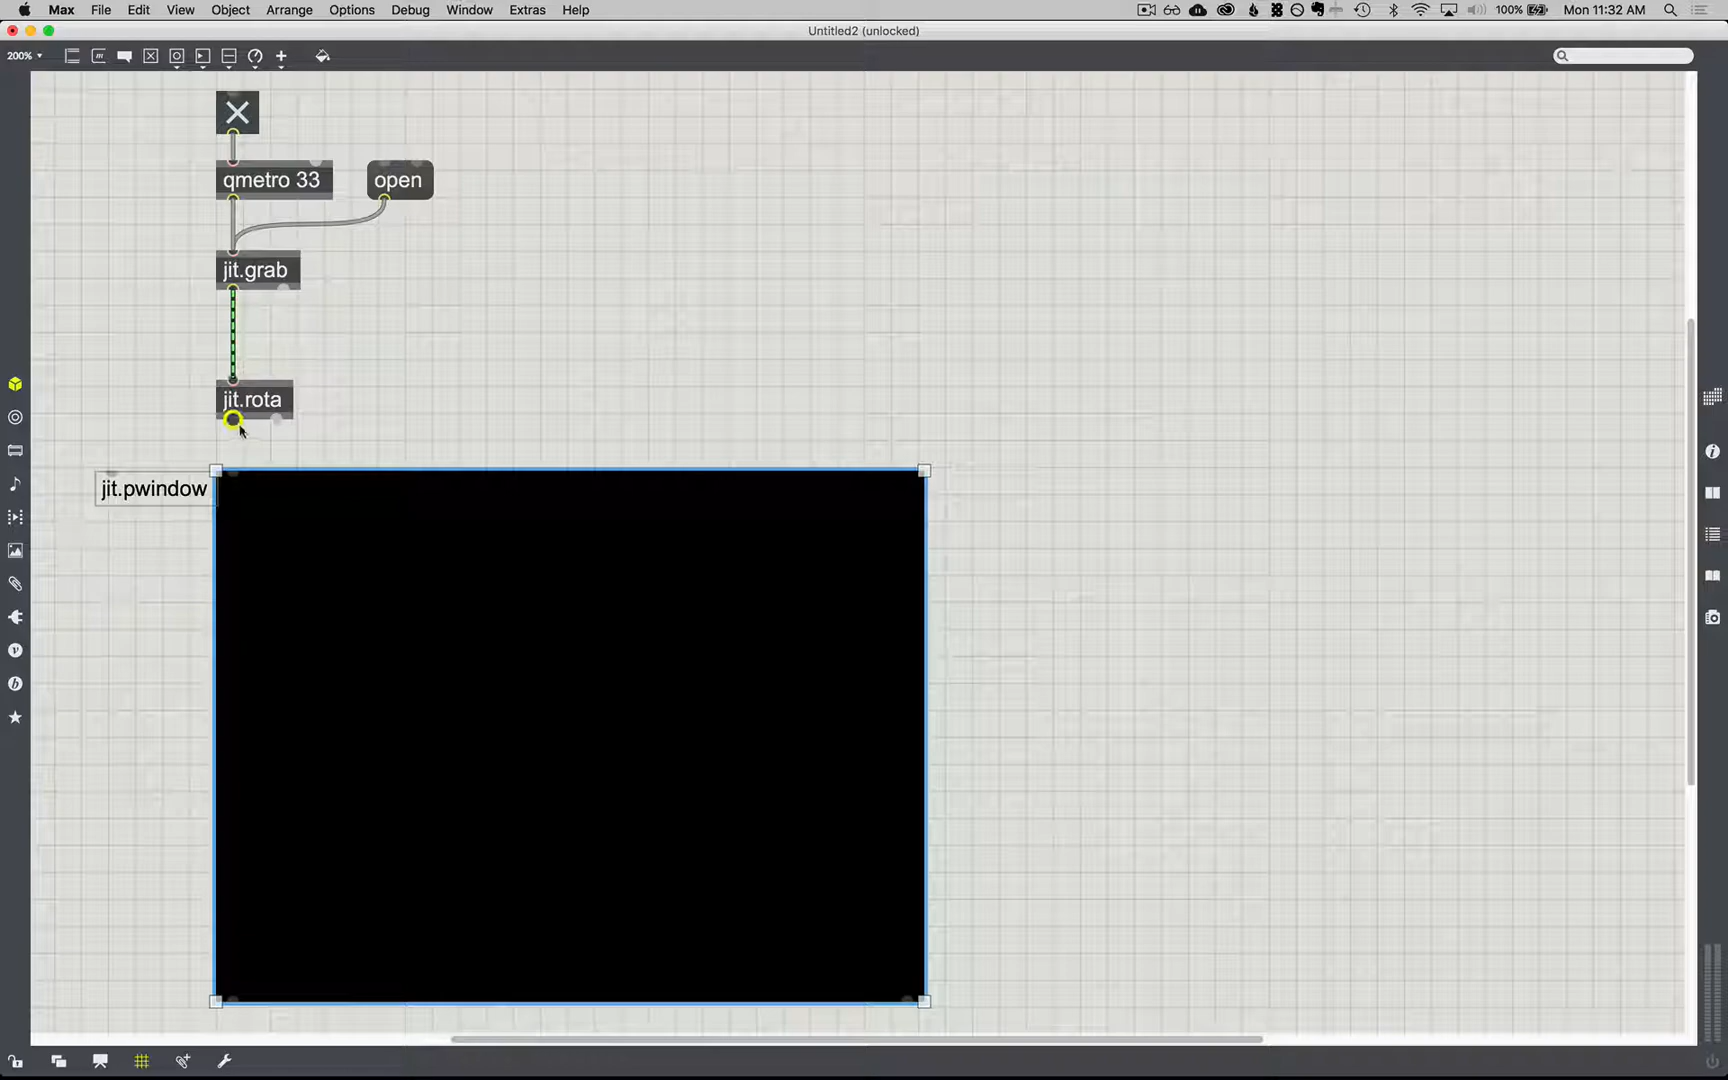 Max File Edit View Object Arrange Options Debug Window Extras Help 100% Mon 11:32 AM
Untitled2 (unlocked)
200%
qmetro 33 open
jit.grab
jit.rota
jit.pwindow